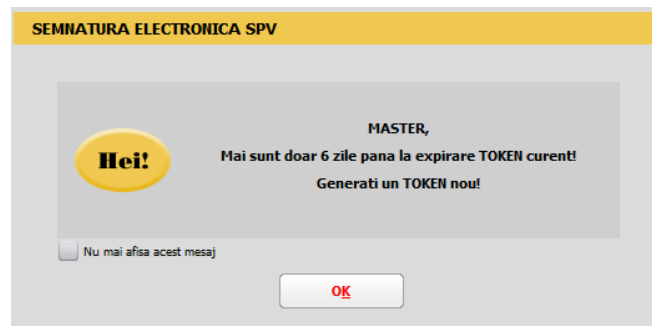 SEMNATURA ELECTRONICA SPV
Hei!
MASTER,
Mai sunt doar 6 zile pana la expirare TOKEN curent!
Generati un TOKEN nou!
Nu mai afisa acest mesaj
OK